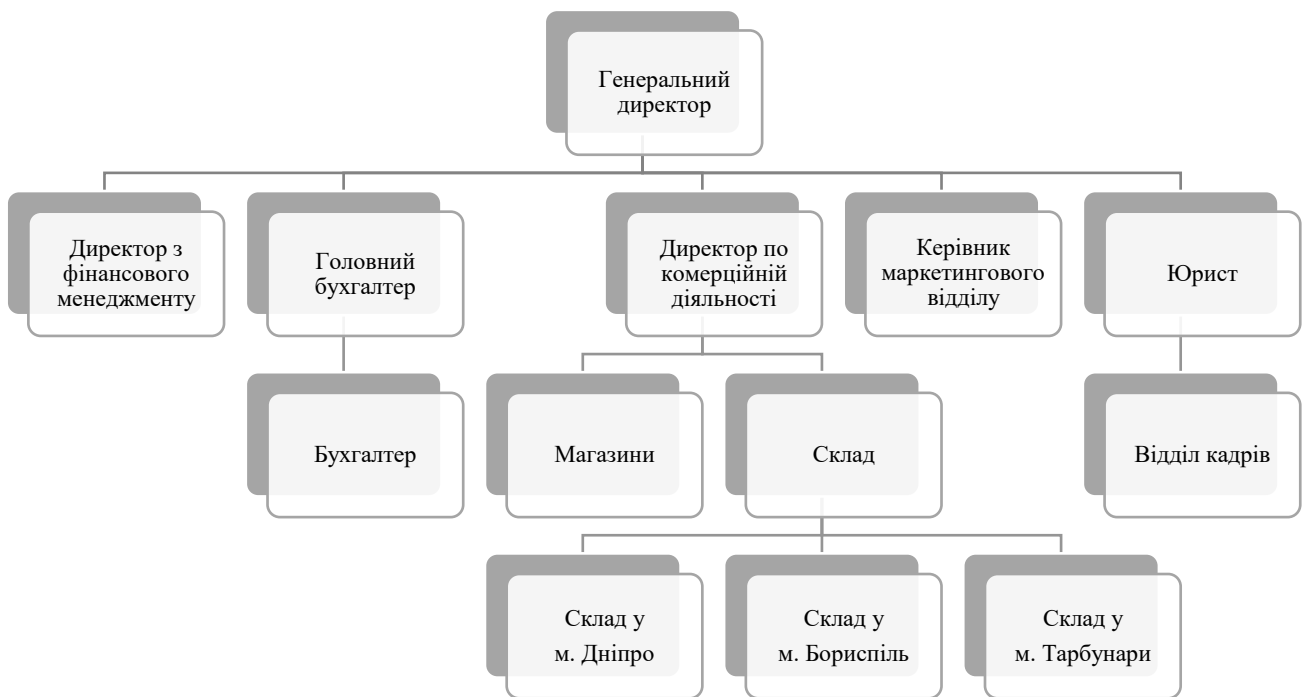 Генеральний
директор
Директор з
фінансового
менеджменту
Головний
бухгалтер
Директор по
комерційній
діяльності
Керівник
маркетингового
відділу
Юрист
Бухгалтер
Магазини
Склад
Відділ кадрів
Склад у
м. Дніпро
Склад у
м. Бориспіль
Склад у
м. Тарбунари